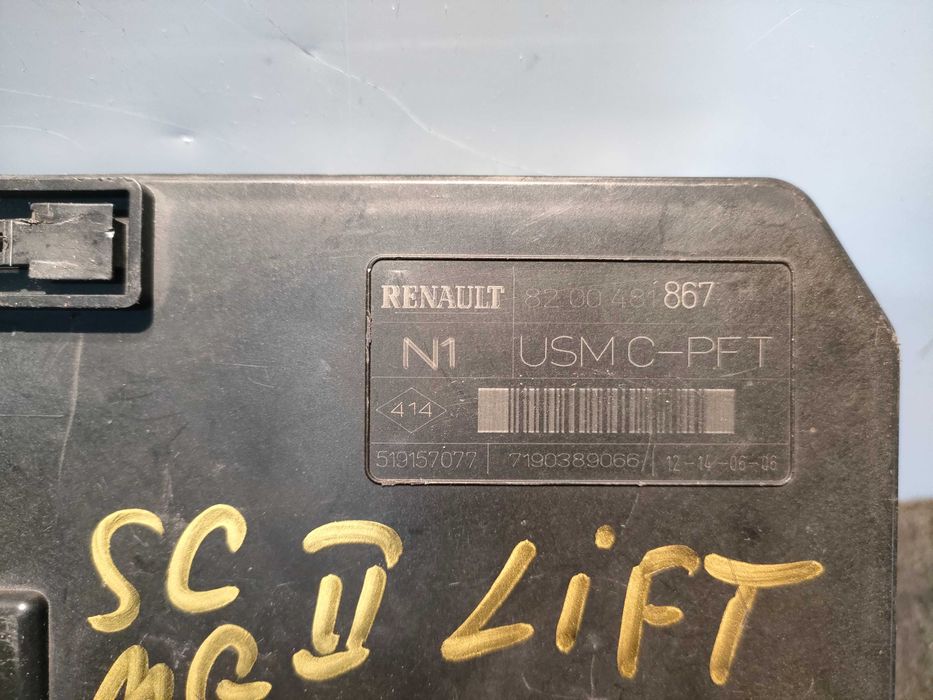 RENAULT 8200481867
N1 USM C-PFT
414
519157077 7190389066 12-14-06-06
SC II LiFT
MG